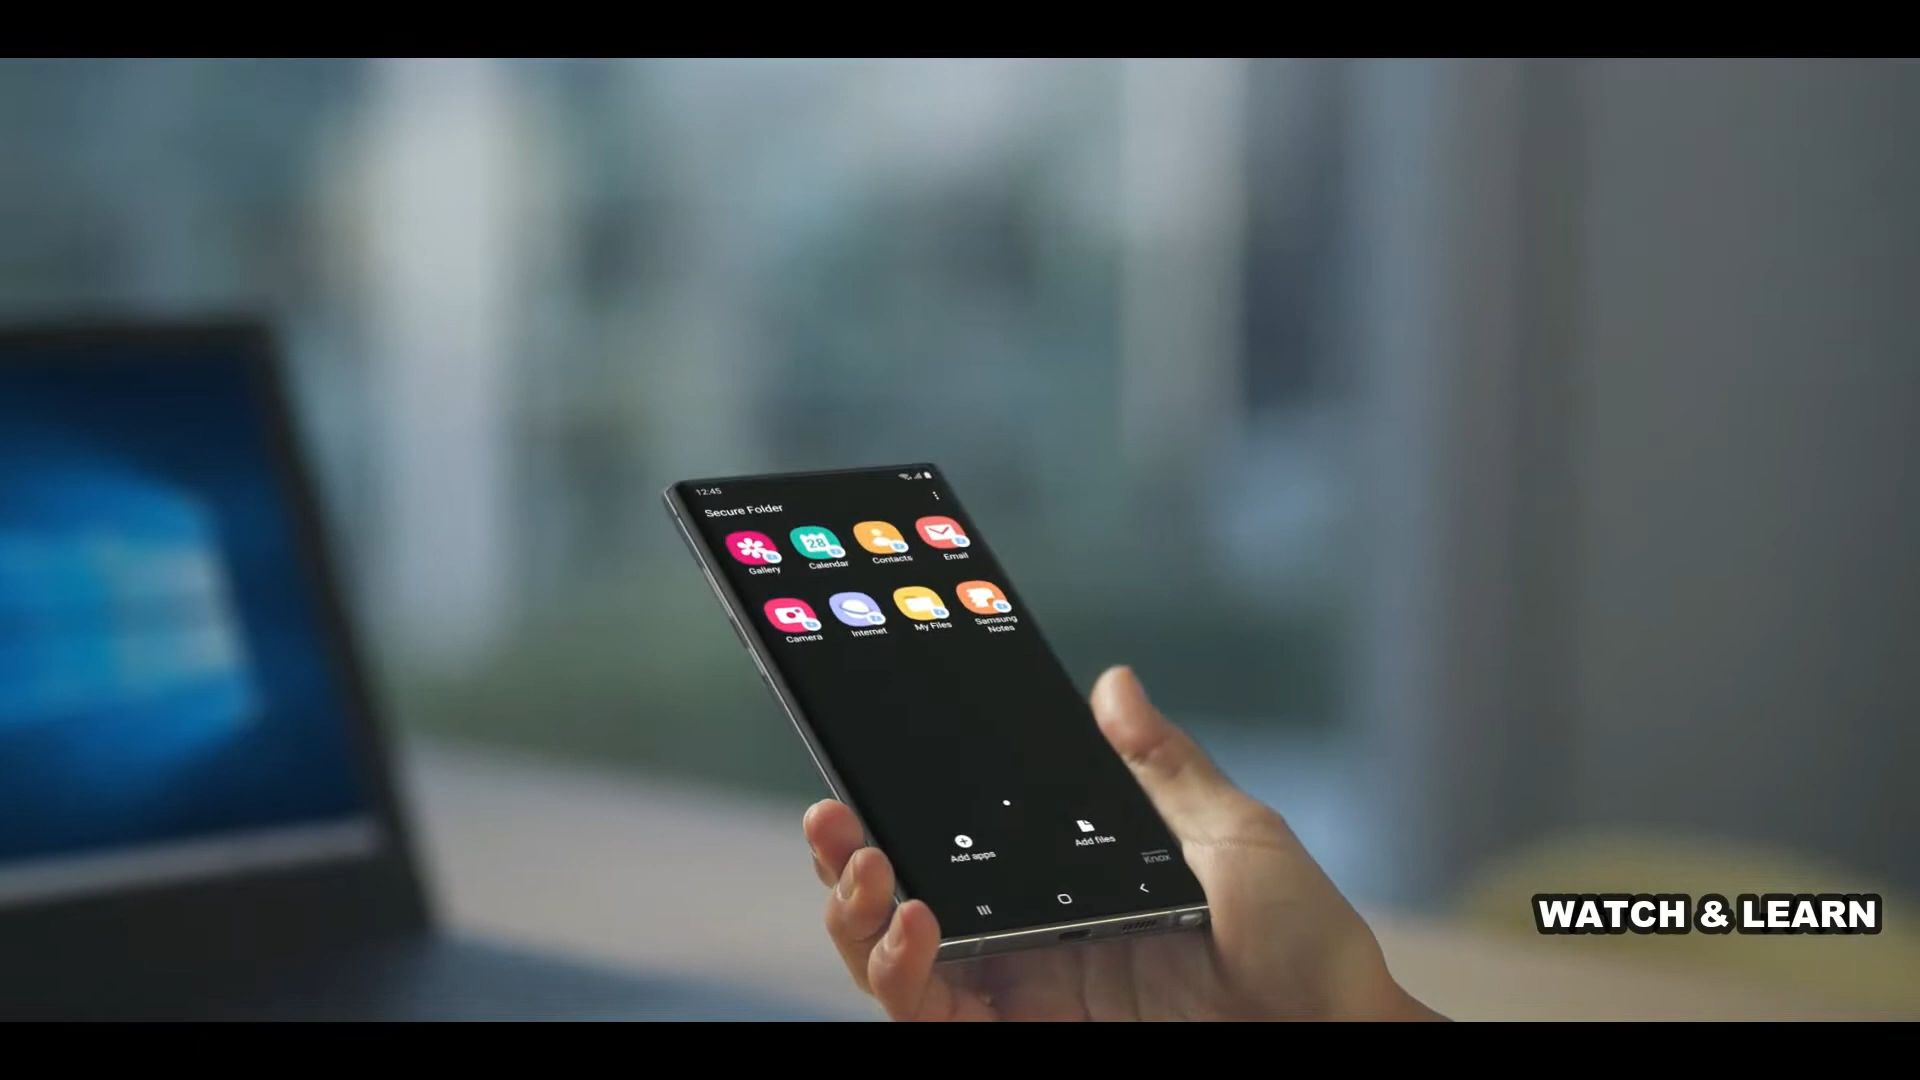 12:45
Secure Folder
28
Gallery
Calendar
Contacts
Email
Camera
Internet
My Files
Samsung
Notes
Add apps
Add files
Knox
WATCH & LEARN